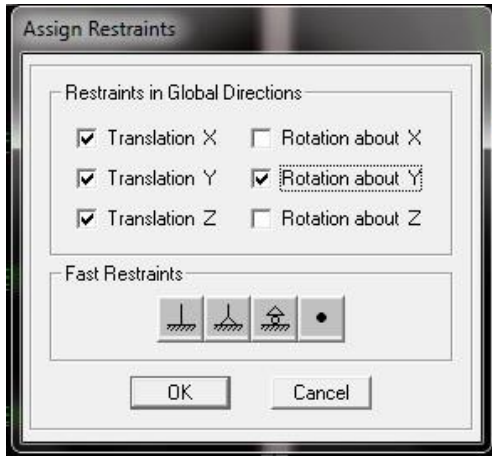 Assign Restraints
Restraints in Global Directions
Translation X
Rotation about X
Translation Y
Rotation about Y
Translation Z
Rotation about Z
Fast Restraints
OK
Cancel